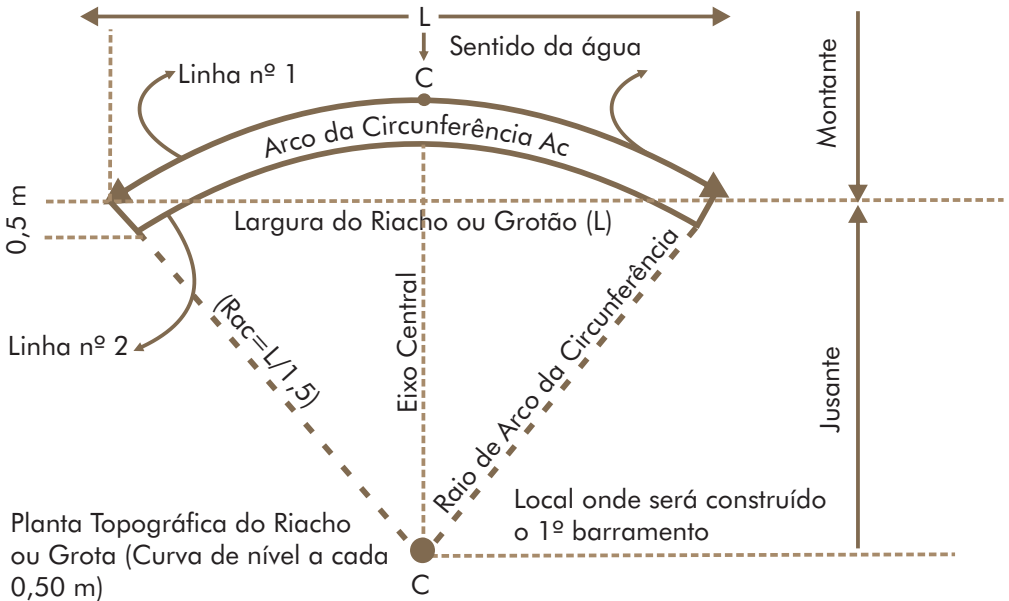 L
Sentido da água
Linha nº 1
C
Arco da Circunferência Ac
Montante
Largura do Riacho ou Grotão (L)
0,5 m
Linha nº 2
(Rac=L/1,5)
Eixo Central
Raio de Arco da Circunferência
Jusante
Local onde será construído
o 1º barramento
Planta Topográfica do Riacho
ou Grota (Curva de nível a cada
0,50 m)
C